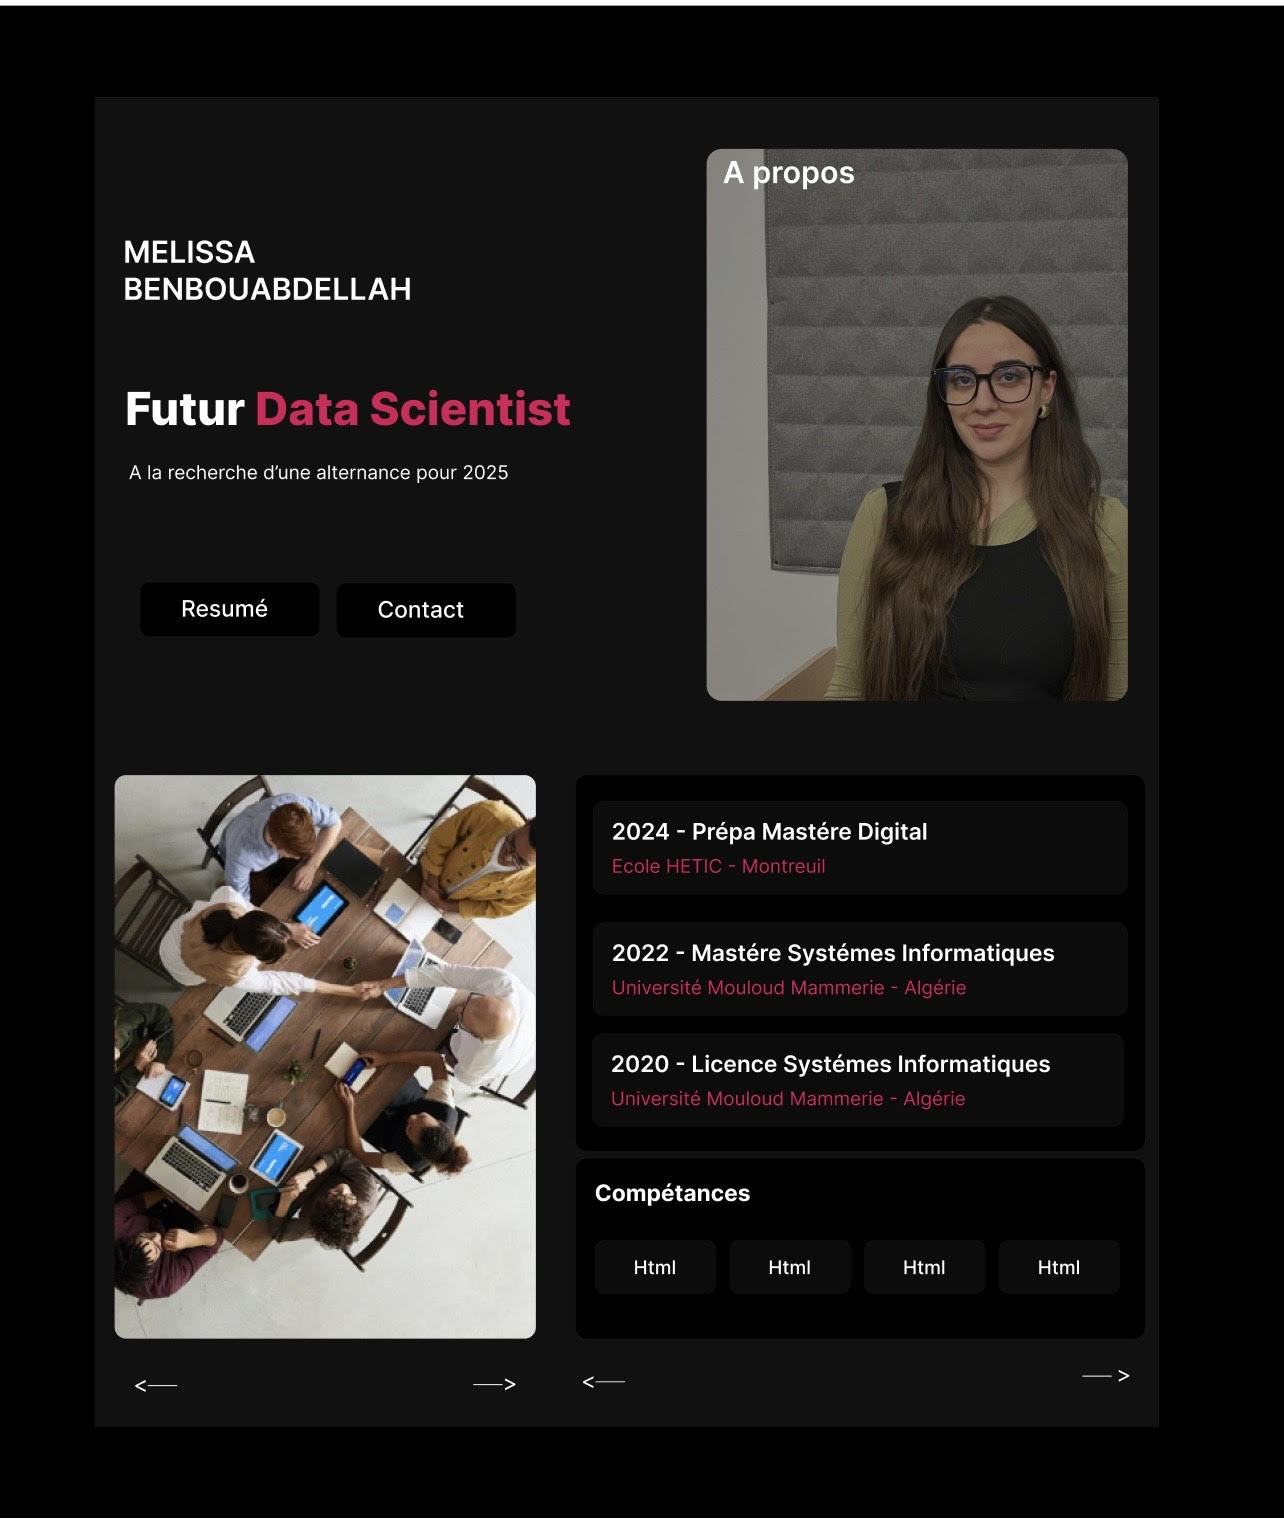 A propos
MELISSA
BENBOUABDELLAH
Futur Data Scientist
A la recherche d’une alternance pour 2025
Resumé
Contact
2024 - Prépa Mastére Digital
Ecole HETIC - Montreuil
2022 - Mastére Systémes Informatiques
Université Mouloud Mammerie - Algérie
2020 - Licence Systémes Informatiques
Université Mouloud Mammerie - Algérie
Compétances
Html
Html
Html
Html
<—
—>
<—
—>